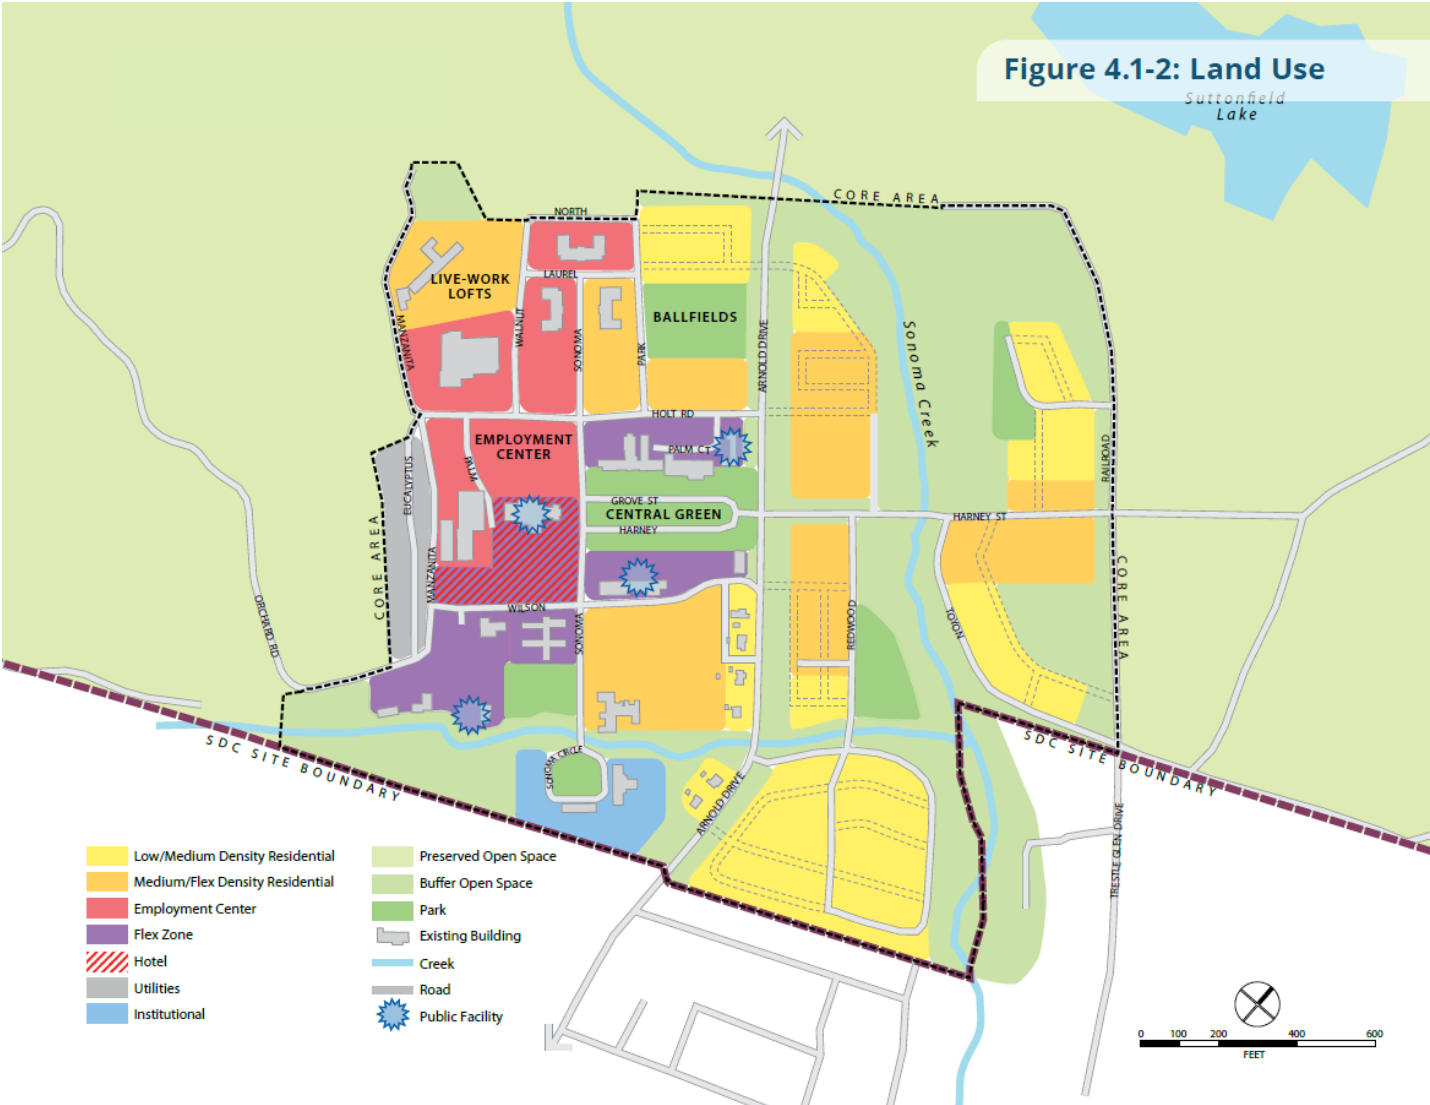 Figure 4.1-2: Land Use
Suttonfield
Lake
CORE AREA
NORTH
LAUREL
LIVE-WORK
LOFTS
MANZANITA
WALNUT
SONOMA
PARK
BALLFIELDS
ARNOLD DRIVE
Sonoma Creek
HOLT RD
EMPLOYMENT
CENTER
PALM
PALM CT
EUCALYPTUS
RAILROAD
GROVE ST
CENTRAL GREEN
HARNEY
HARNEY ST
CORE AREA
MANZANITA
CORE AREA
ORCHARD RD
WILSON
SONOMA
REDWOOD
TOYON
SDC SITE BOUNDARY
SDC SITE BOUNDARY
SONOMA CIRCLE
ARNOLD DRIVE
TRESTLE GLEN DRIVE
Low/Medium Density Residential
Medium/Flex Density Residential
Employment Center
Flex Zone
Hotel
Utilities
Institutional
Preserved Open Space
Buffer Open Space
Park
Existing Building
Creek
Road
Public Facility
0 100 200 400 600
FEET